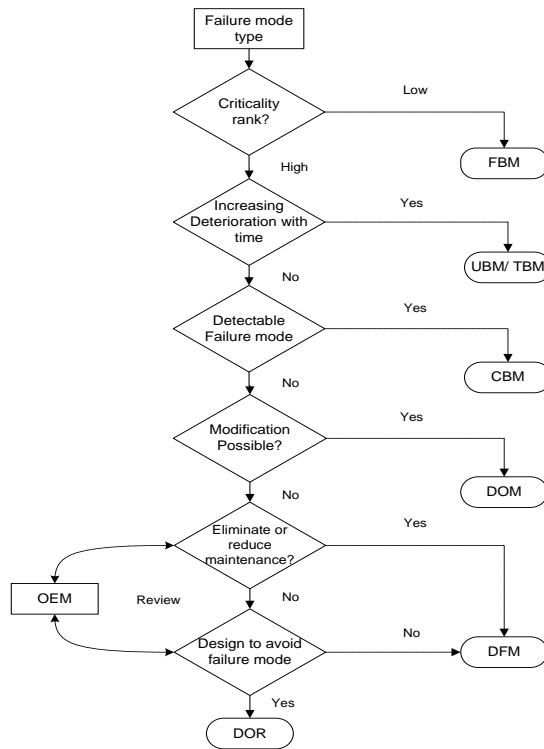 Failure mode
type
Criticality
rank?
Low
FBM
High
Increasing
Deterioration with
time
Yes
UBM/ TBM
No
Detectable
Failure mode
Yes
CBM
No
Modification
Possible?
Yes
DOM
No
Eliminate or
reduce
maintenance?
Yes
OEM
Review
No
Design to avoid
failure mode
No
DFM
Yes
DOR